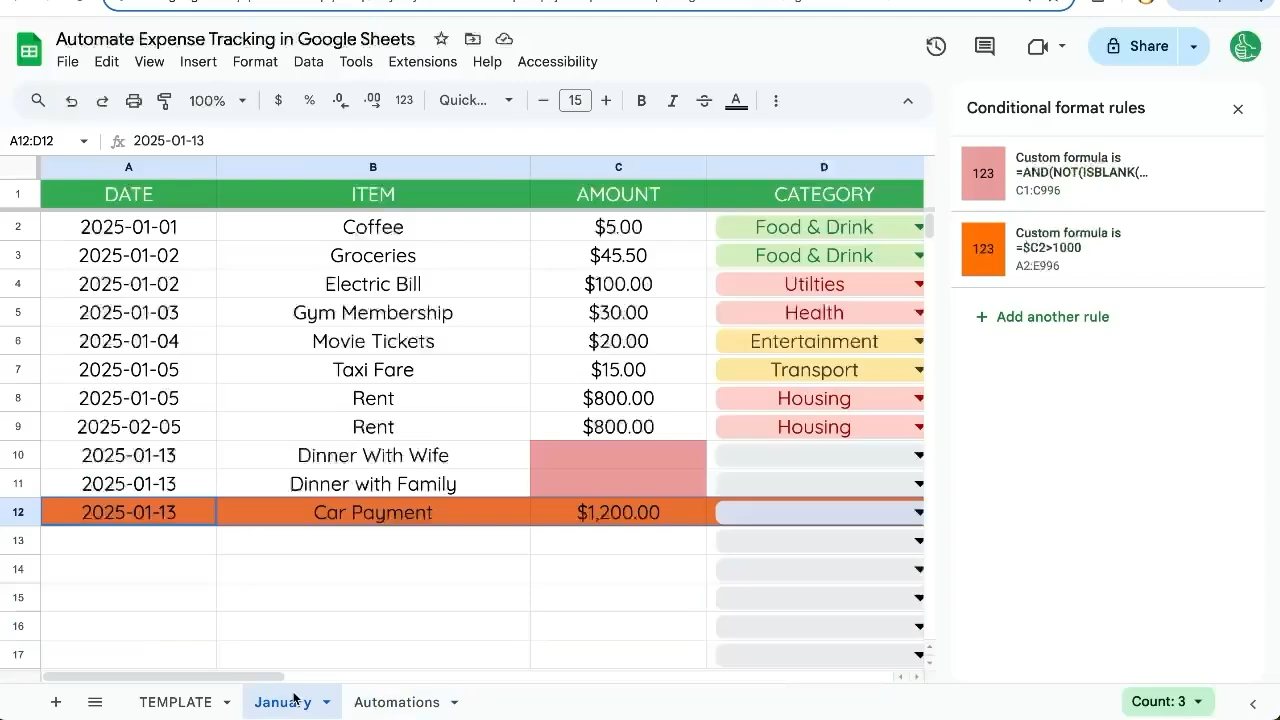 Automate Expense Tracking in Google Sheets
File Edit View Insert Format Data Tools Extensions Help Accessibility
Share
100% $ % .0 .00 123 Quick... − 15 + B I S A
A12:D12 fx 2025-01-13
A B C D
1 DATE ITEM AMOUNT CATEGORY
2 2025-01-01 Coffee $5.00 Food & Drink
3 2025-01-02 Groceries $45.50 Food & Drink
4 2025-01-02 Electric Bill $100.00 Utilties
5 2025-01-03 Gym Membership $30.00 Health
6 2025-01-04 Movie Tickets $20.00 Entertainment
7 2025-01-05 Taxi Fare $15.00 Transport
8 2025-01-05 Rent $800.00 Housing
9 2025-02-05 Rent $800.00 Housing
10 2025-01-13 Dinner With Wife
11 2025-01-13 Dinner with Family
12 2025-01-13 Car Payment $1,200.00
13
14
15
16
17
Conditional format rules
123
Custom formula is
=AND(NOT(ISBLANK(...
C1:C996
123
Custom formula is
=$C2>1000
A2:E996
+ Add another rule
+ TEMPLATE January Automations
Count: 3